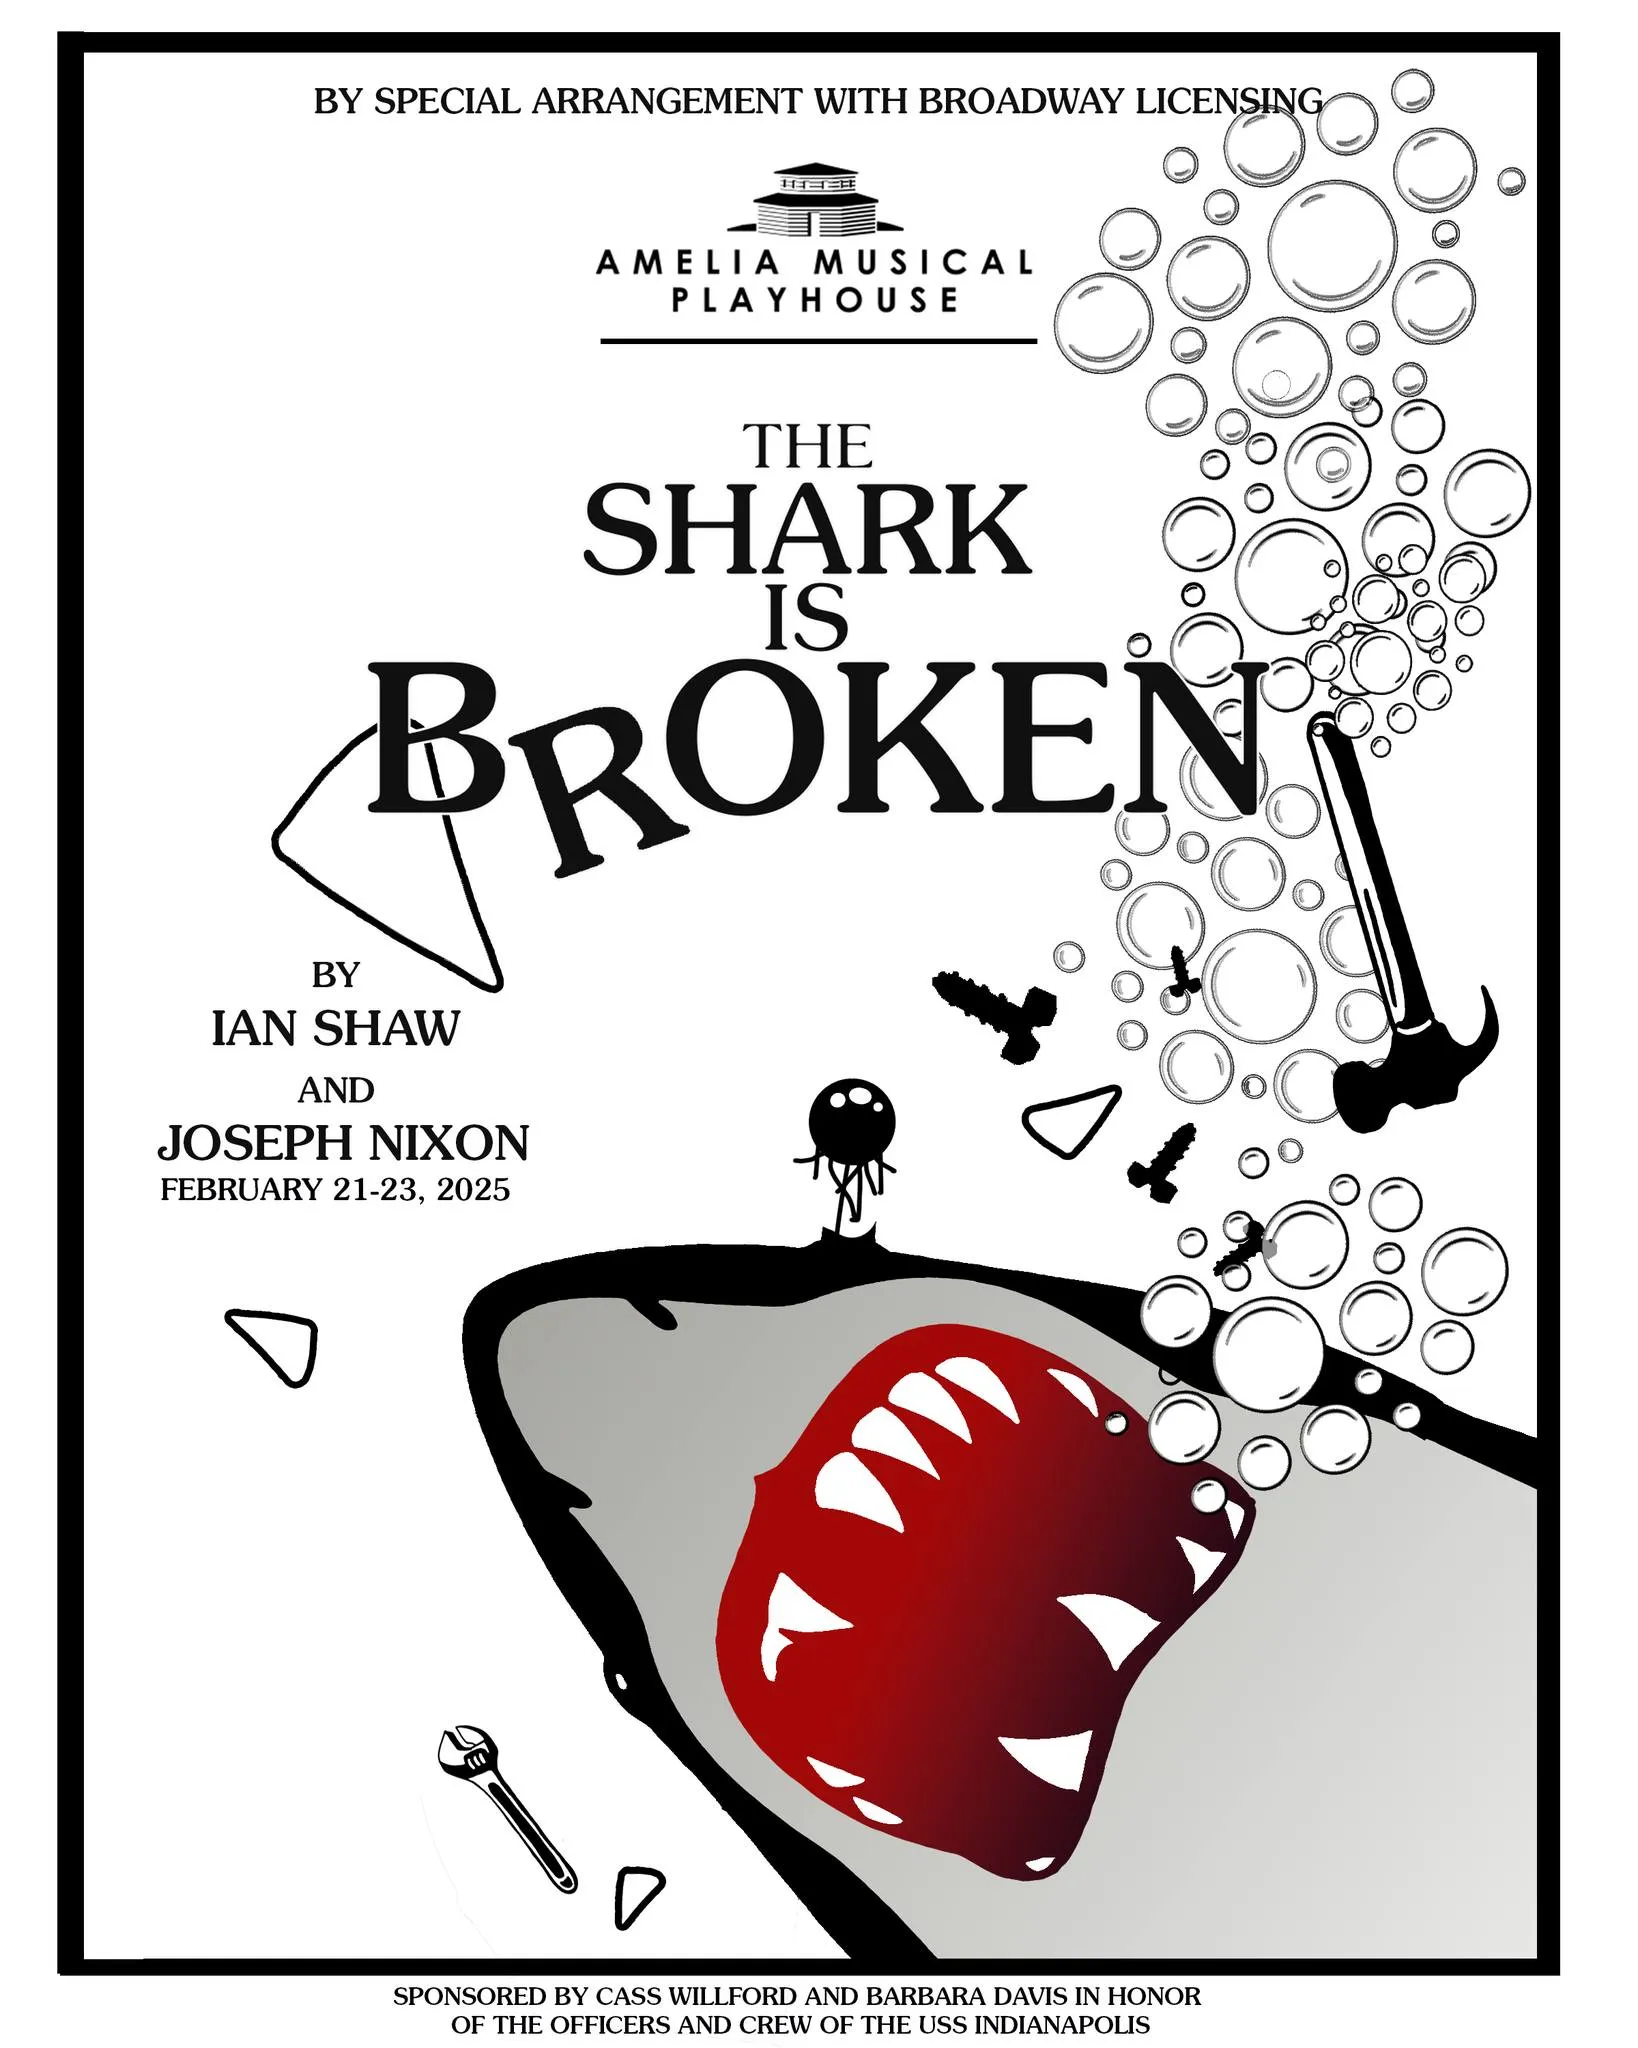 BY SPECIAL ARRANGEMENT WITH BROADWAY LICENSING
AMELIA MUSICAL
PLAYHOUSE
THE
SHARK
IS
BROKEN
BY
IAN SHAW
AND
JOSEPH NIXON
FEBRUARY 21-23, 2025
SPONSORED BY CASS WILLFORD AND BARBARA DAVIS IN HONOR
OF THE OFFICERS AND CREW OF THE USS INDIANAPOLIS